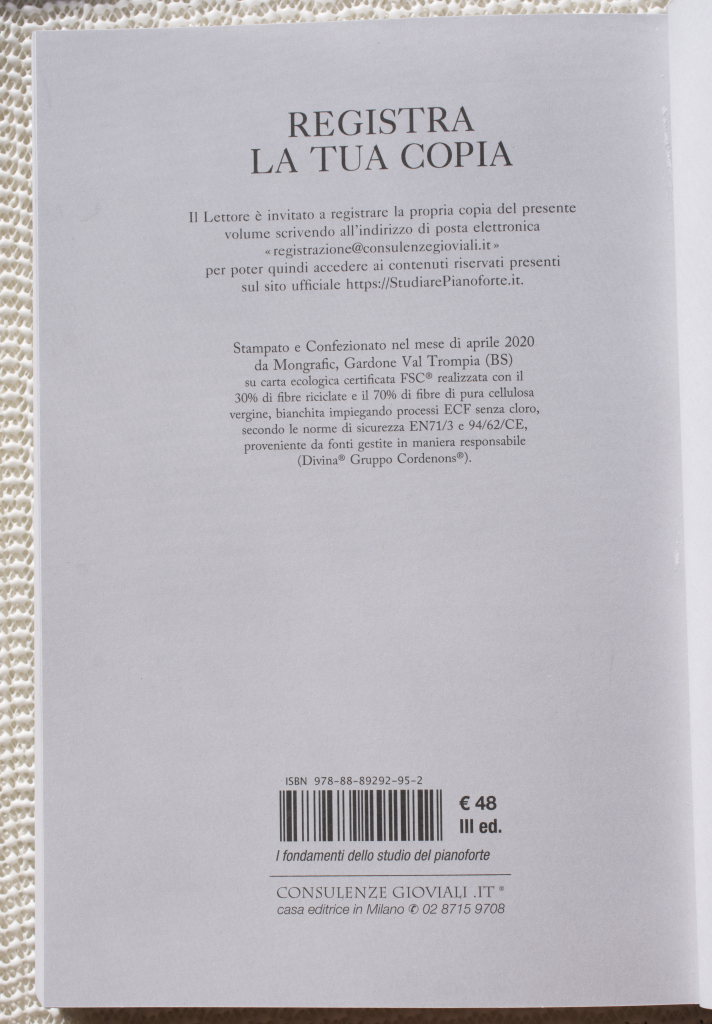 REGISTRA
LA TUA COPIA
Il Lettore è invitato a registrare la propria copia del presente
volume scrivendo all'indirizzo di posta elettronica
«registrazione@consulenzegioviali.it»
per poter quindi accedere ai contenuti riservati presenti
sul sito ufficiale https://StudiarePianoforte.it.
Stampato e Confezionato nel mese di aprile 2020
da Mongrafic, Gardone Val Trompia (BS)
su carta ecologica certificata FSC® realizzata con il
30% di fibre riciclate e il 70% di fibre di pura cellulosa
vergine, bianchita impiegando processi ECF senza cloro,
secondo le norme di sicurezza EN71/3 e 94/62/CE,
proveniente da fonti gestite in maniera responsabile
(Divina® Gruppo Cordenons®).
ISBN 978-88-89292-95-2
€ 48
III ed.
I fondamenti dello studio del pianoforte
CONSULENZE GIOVIALI .IT®
casa editrice in Milano ✆ 02 8715 9708